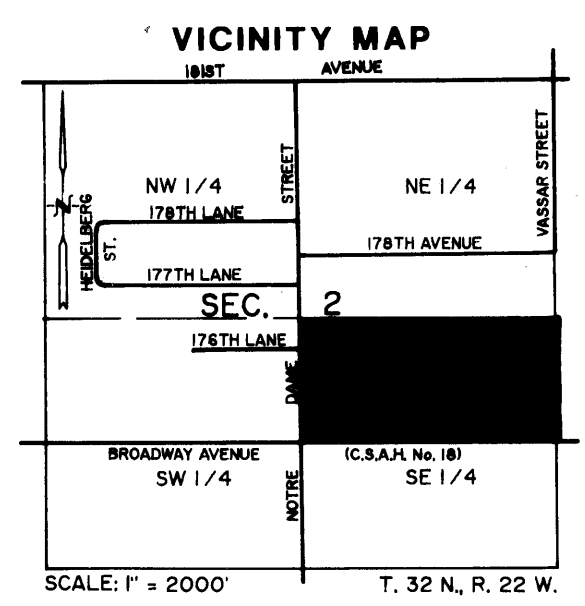 VICINITY MAP
181ST AVENUE
NW 1/4
NE 1/4
STREET
VASSAR STREET
N
HEIDELBERG
ST.
178TH LANE
178TH AVENUE
177TH LANE
SEC. 2
176TH LANE
DAME
BROADWAY AVENUE
(C.S.A.H. No. 18)
SW 1/4
SE 1/4
NOTRE
SCALE: 1" = 2000'
T. 32 N., R. 22 W.